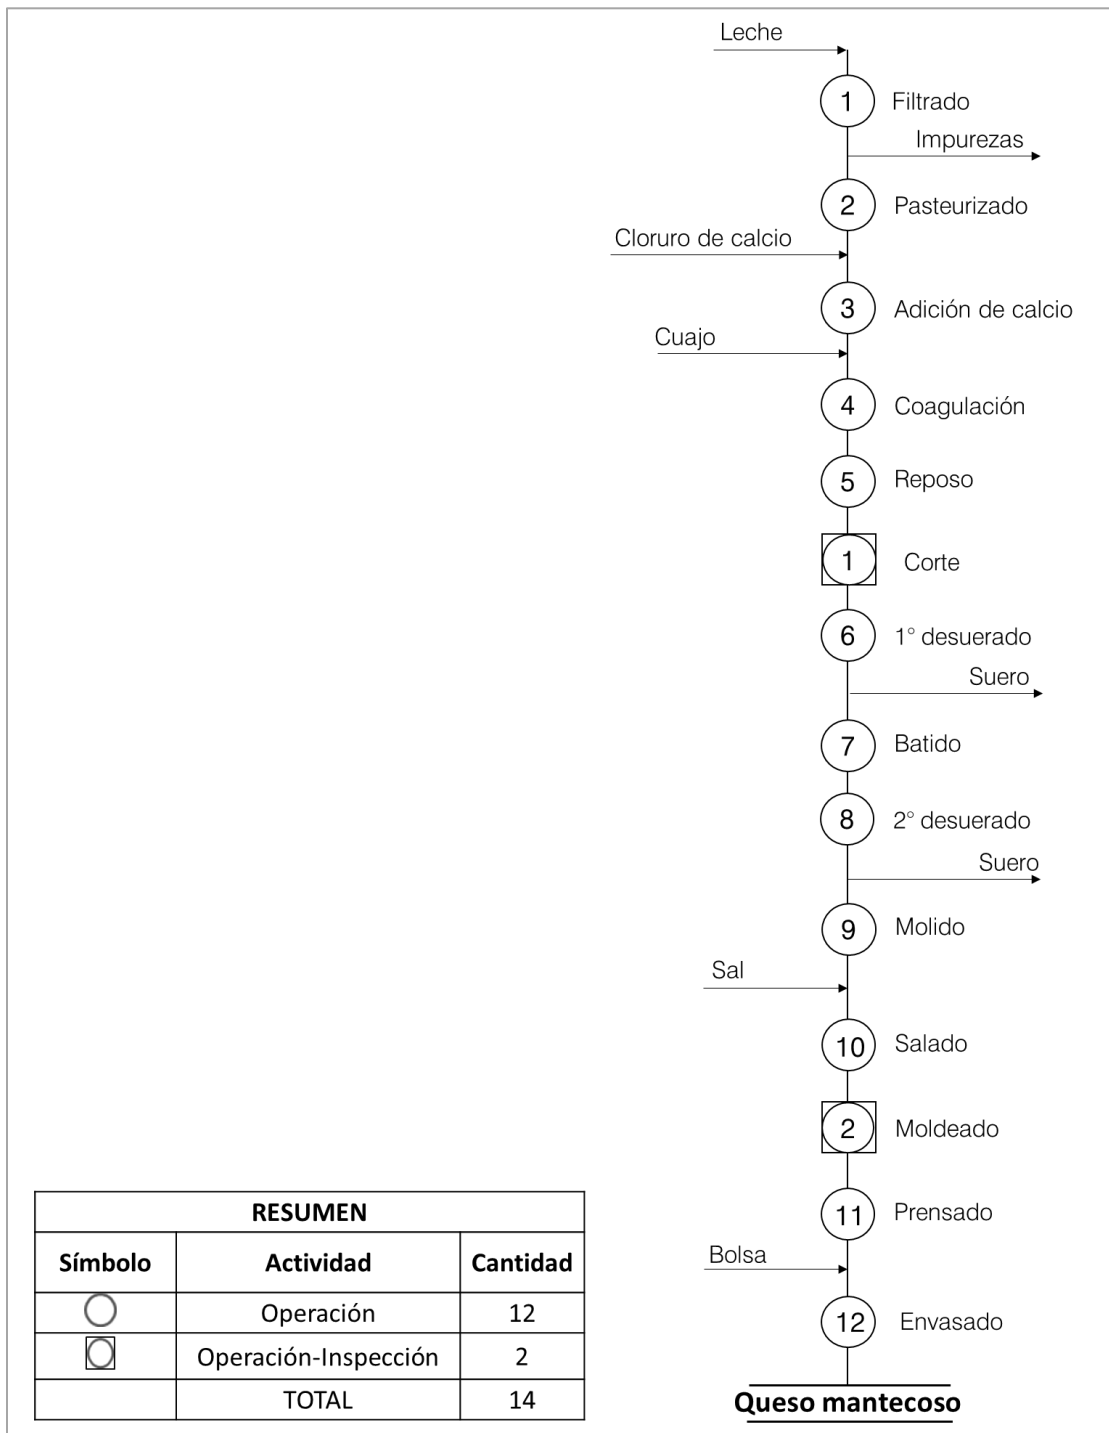 Leche
1 Filtrado
Impurezas
2 Pasteurizado
Cloruro de calcio
3 Adición de calcio
Cuajo
4 Coagulación
5 Reposo
1 Corte
6 1° desuerado
Suero
7 Batido
8 2° desuerado
Suero
9 Molido
Sal
10 Salado
2 Moldeado
11 Prensado
Bolsa
12 Envasado
Queso mantecoso
RESUMEN
Símbolo Actividad Cantidad
Operación 12
Operación-Inspección 2
TOTAL 14